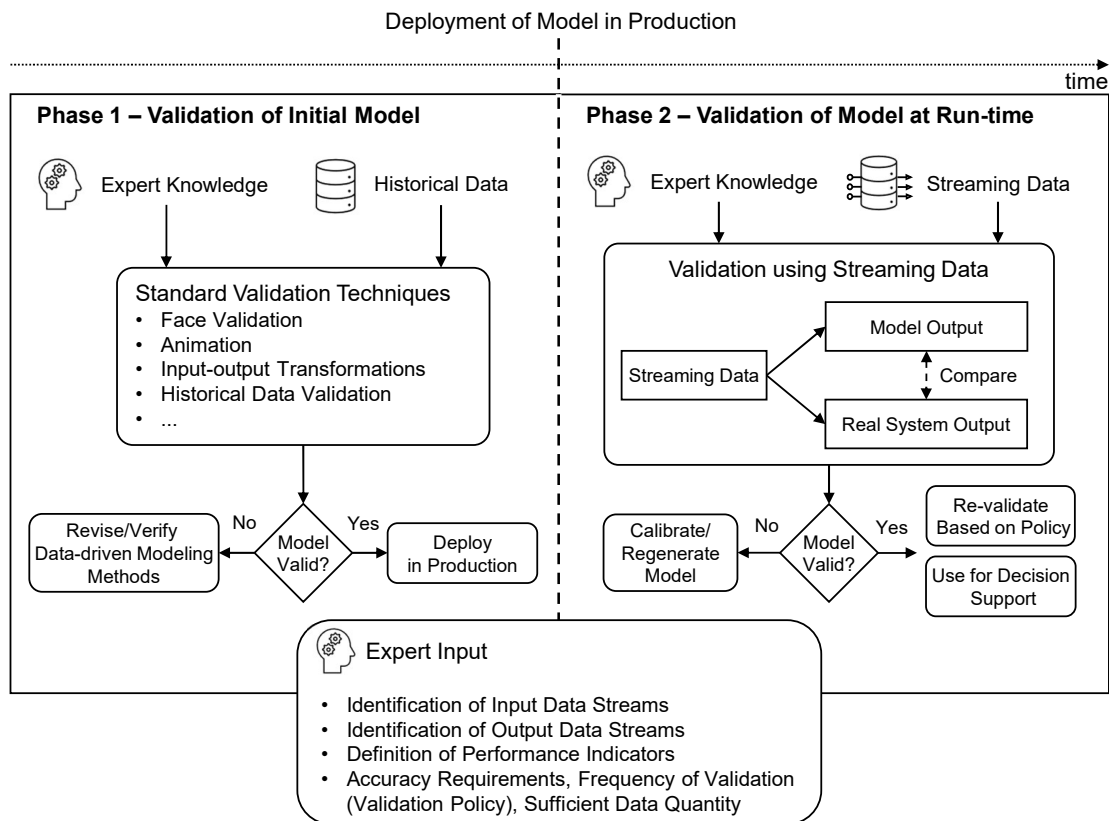 Deployment of Model in Production
time
Phase 1 – Validation of Initial Model
Expert Knowledge
Historical Data
Standard Validation Techniques
• Face Validation
• Animation
• Input-output Transformations
• Historical Data Validation
• ...
Model
Valid?
No
Yes
Revise/Verify
Data-driven Modeling
Methods
Deploy
in Production
Phase 2 – Validation of Model at Run-time
Expert Knowledge
Streaming Data
Validation using Streaming Data
Streaming Data
Model Output
Compare
Real System Output
Model
Valid?
No
Yes
Calibrate/
Regenerate
Model
Re-validate
Based on Policy
Use for Decision
Support
Expert Input
• Identification of Input Data Streams
• Identification of Output Data Streams
• Definition of Performance Indicators
• Accuracy Requirements, Frequency of Validation
(Validation Policy), Sufficient Data Quantity